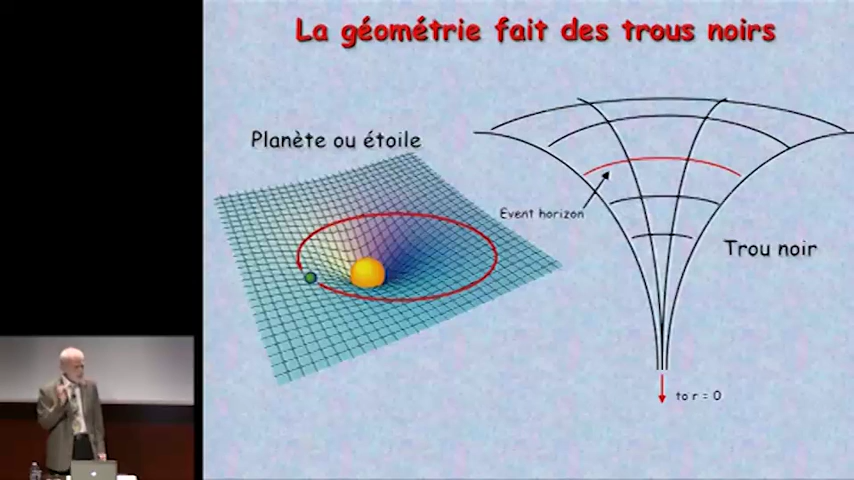 La géométrie fait des trous noirs
Planète ou étoile
Event horizon
Trou noir
to r = 0